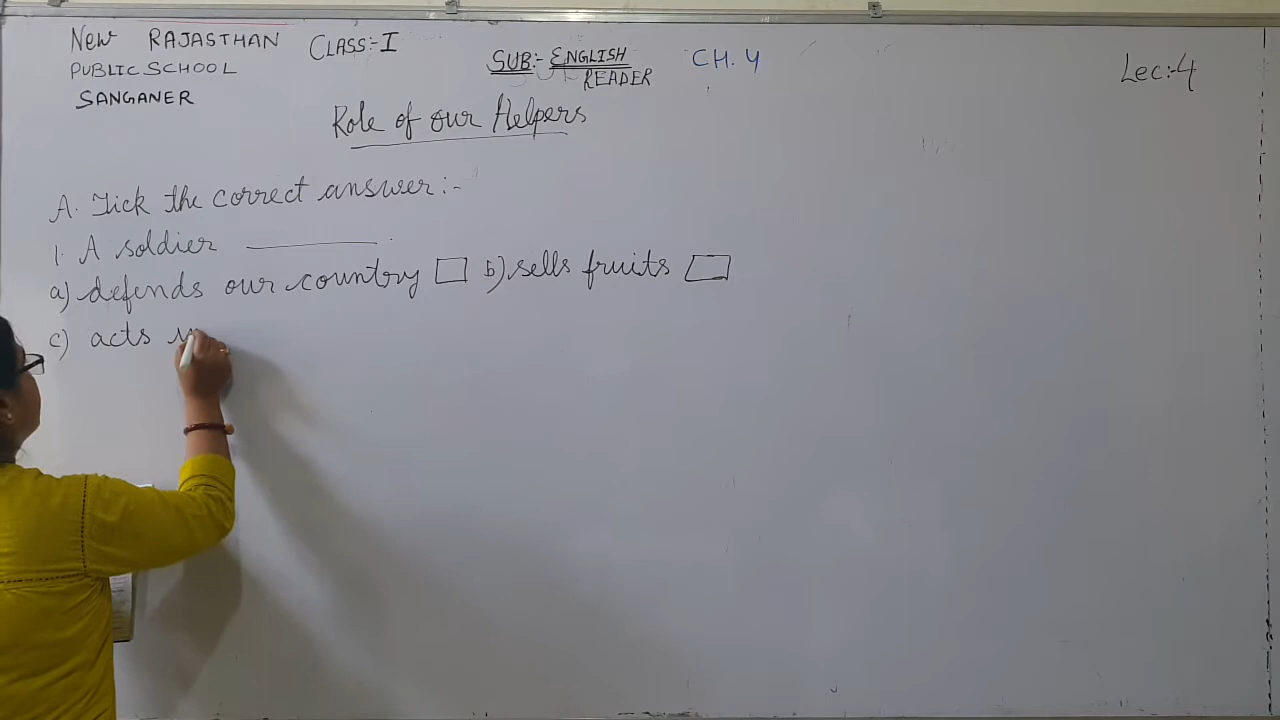 New RAJASTHAN
PUBLIC SCHOOL
SANGANER
CLASS:- I
SUB:- ENGLISH
READER
CH. 4
Lec:-4
Role of our Helpers
A. Tick the correct answer:-
1. A soldier
a) defends our country b) sells fruits
c) acts